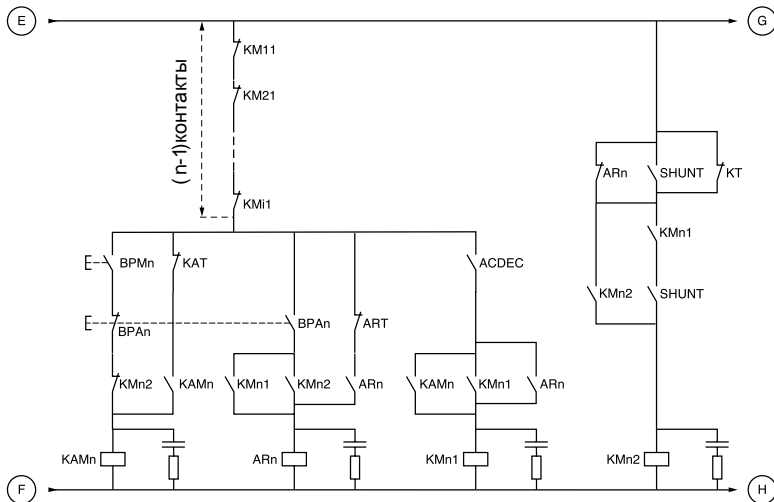 E
G
KM11
KM21
( n-1)контакты
KMi1
ARn
SHUNT
KT
KMn1
BPMn
KAT
ACDEC
KMn2
SHUNT
BPAn
BPAn
ART
KMn2
KAMn
KMn1
KMn2
ARn
KAMn
KMn1
ARn
KAMn
ARn
KMn1
KMn2
F
H